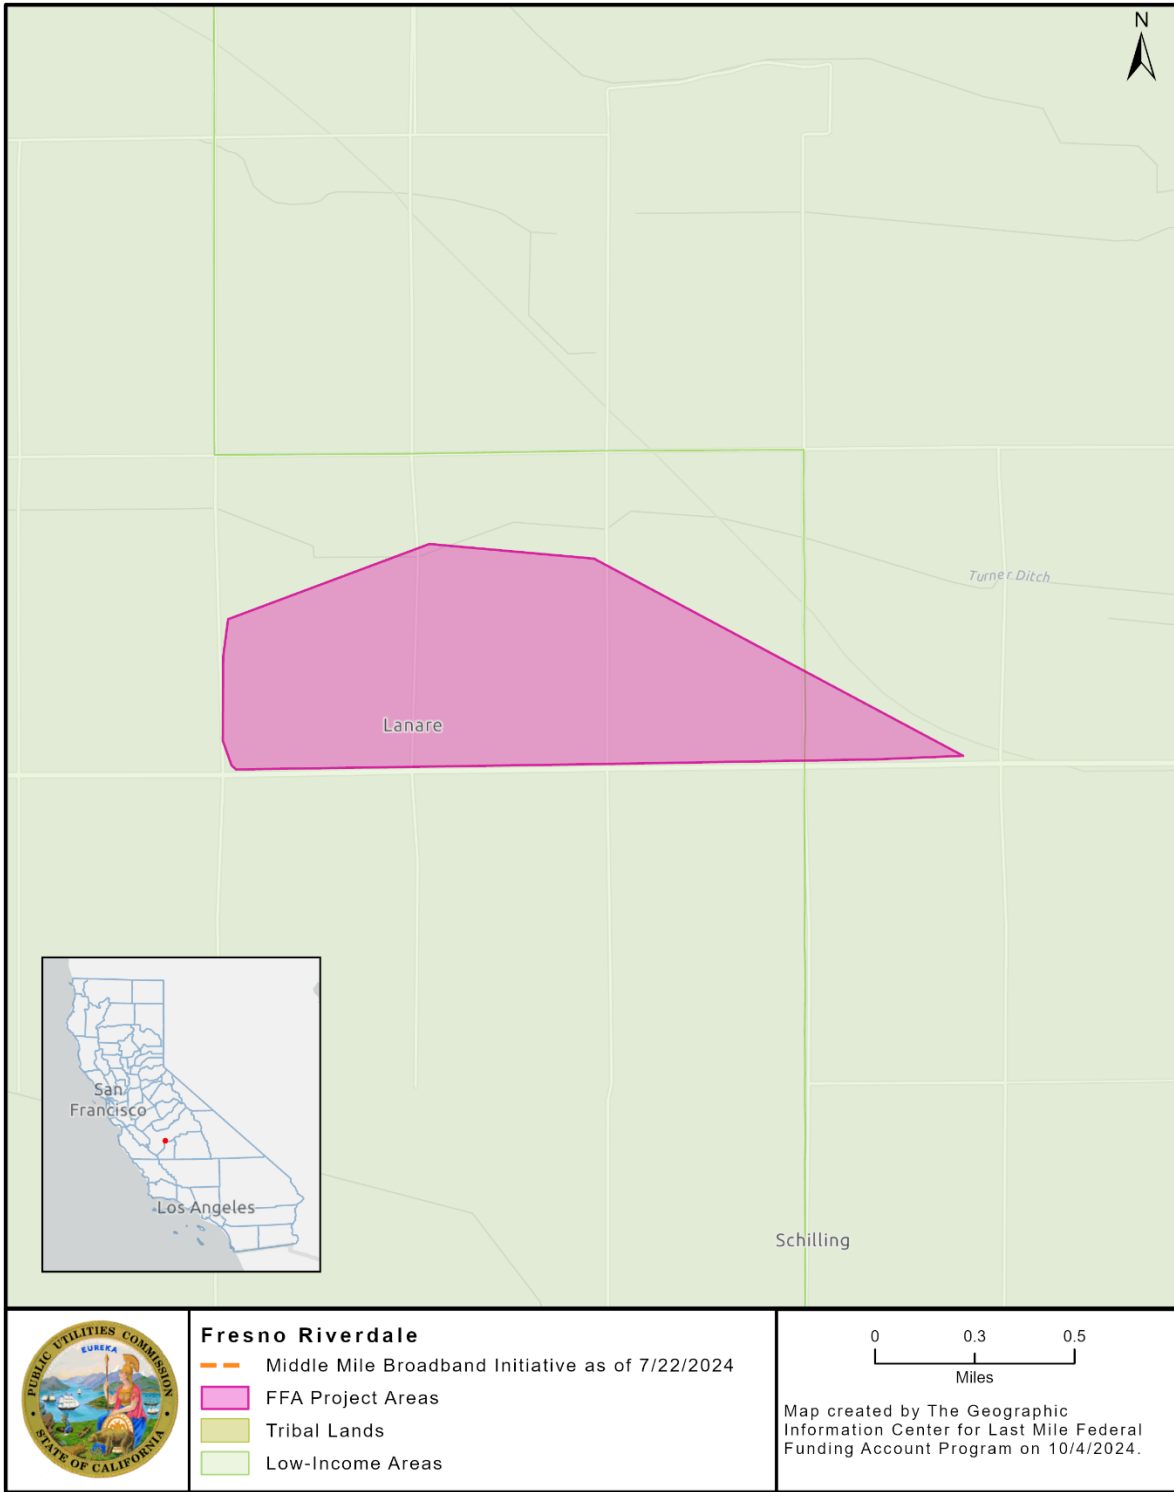 N
Turner Ditch
Lanare
San
Francisco
Los Angeles
Schilling
PUBLIC UTILITIES COMMISSION
EUREKA
STATE OF CALIFORNIA
Fresno Riverdale
Middle Mile Broadband Initiative as of 7/22/2024
FFA Project Areas
Tribal Lands
Low-Income Areas
0 0.3 0.5
Miles
Map created by The Geographic
Information Center for Last Mile Federal
Funding Account Program on 10/4/2024.